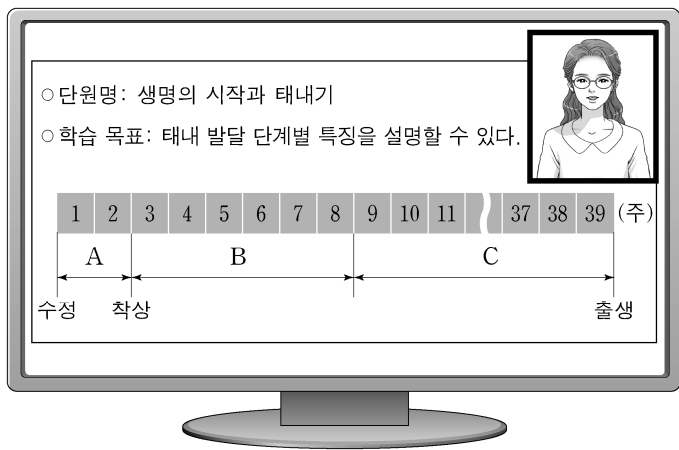 ○ 단원명: 생명의 시작과 태내기
○ 학습 목표: 태내 발달 단계별 특징을 설명할 수 있다.
1 2 3 4 5 6 7 8 9 10 11 37 38 39 (주)
A B C
수정 착상 출생